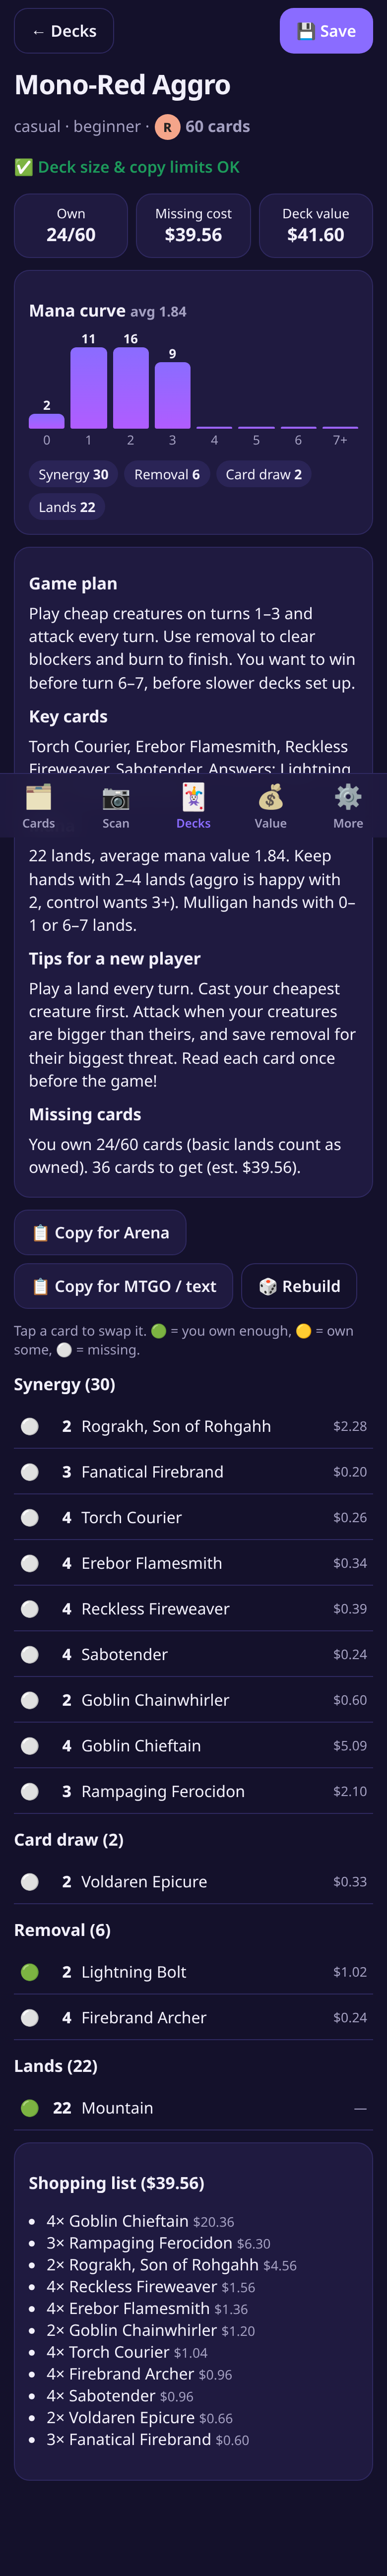 ← Decks
💾 Save
Mono-Red Aggro
casual · beginner · R 60 cards
✅ Deck size & copy limits OK
Own
24/60
Missing cost
$39.56
Deck value
$41.60
Mana curve avg 1.84
2
11
16
9
0
1
2
3
4
5
6
7+
Synergy 30
Removal 6
Card draw 2
Lands 22
Game plan
Play cheap creatures on turns 1–3 and
attack every turn. Use removal to clear
blockers and burn to finish. You want to win
before turn 6–7, before slower decks set up.
Key cards
Torch Courier, Erebor Flamesmith, Reckless
Fireweaver, Sabotender. Answers: Lightning
Cards
Scan
Decks
Value
More
22 lands, average mana value 1.84. Keep
hands with 2–4 lands (aggro is happy with
2, control wants 3+). Mulligan hands with 0–
1 or 6–7 lands.
Tips for a new player
Play a land every turn. Cast your cheapest
creature first. Attack when your creatures
are bigger than theirs, and save removal for
their biggest threat. Read each card once
before the game!
Missing cards
You own 24/60 cards (basic lands count as
owned). 36 cards to get (est. $39.56).
📋 Copy for Arena
📋 Copy for MTGO / text
🎲 Rebuild
Tap a card to swap it. 🟢 = you own enough, 🟡 = own
some, ⚪ = missing.
Synergy (30)
2 Rograkh, Son of Rohgahh $2.28
3 Fanatical Firebrand $0.20
4 Torch Courier $0.26
4 Erebor Flamesmith $0.34
4 Reckless Fireweaver $0.39
4 Sabotender $0.24
2 Goblin Chainwhirler $0.60
4 Goblin Chieftain $5.09
3 Rampaging Ferocidon $2.10
Card draw (2)
2 Voldaren Epicure $0.33
Removal (6)
2 Lightning Bolt $1.02
4 Firebrand Archer $0.24
Lands (22)
22 Mountain —
Shopping list ($39.56)
• 4× Goblin Chieftain $20.36
• 3× Rampaging Ferocidon $6.30
• 2× Rograkh, Son of Rohgahh $4.56
• 4× Reckless Fireweaver $1.56
• 4× Erebor Flamesmith $1.36
• 2× Goblin Chainwhirler $1.20
• 4× Torch Courier $1.04
• 4× Firebrand Archer $0.96
• 4× Sabotender $0.96
• 2× Voldaren Epicure $0.66
• 3× Fanatical Firebrand $0.60